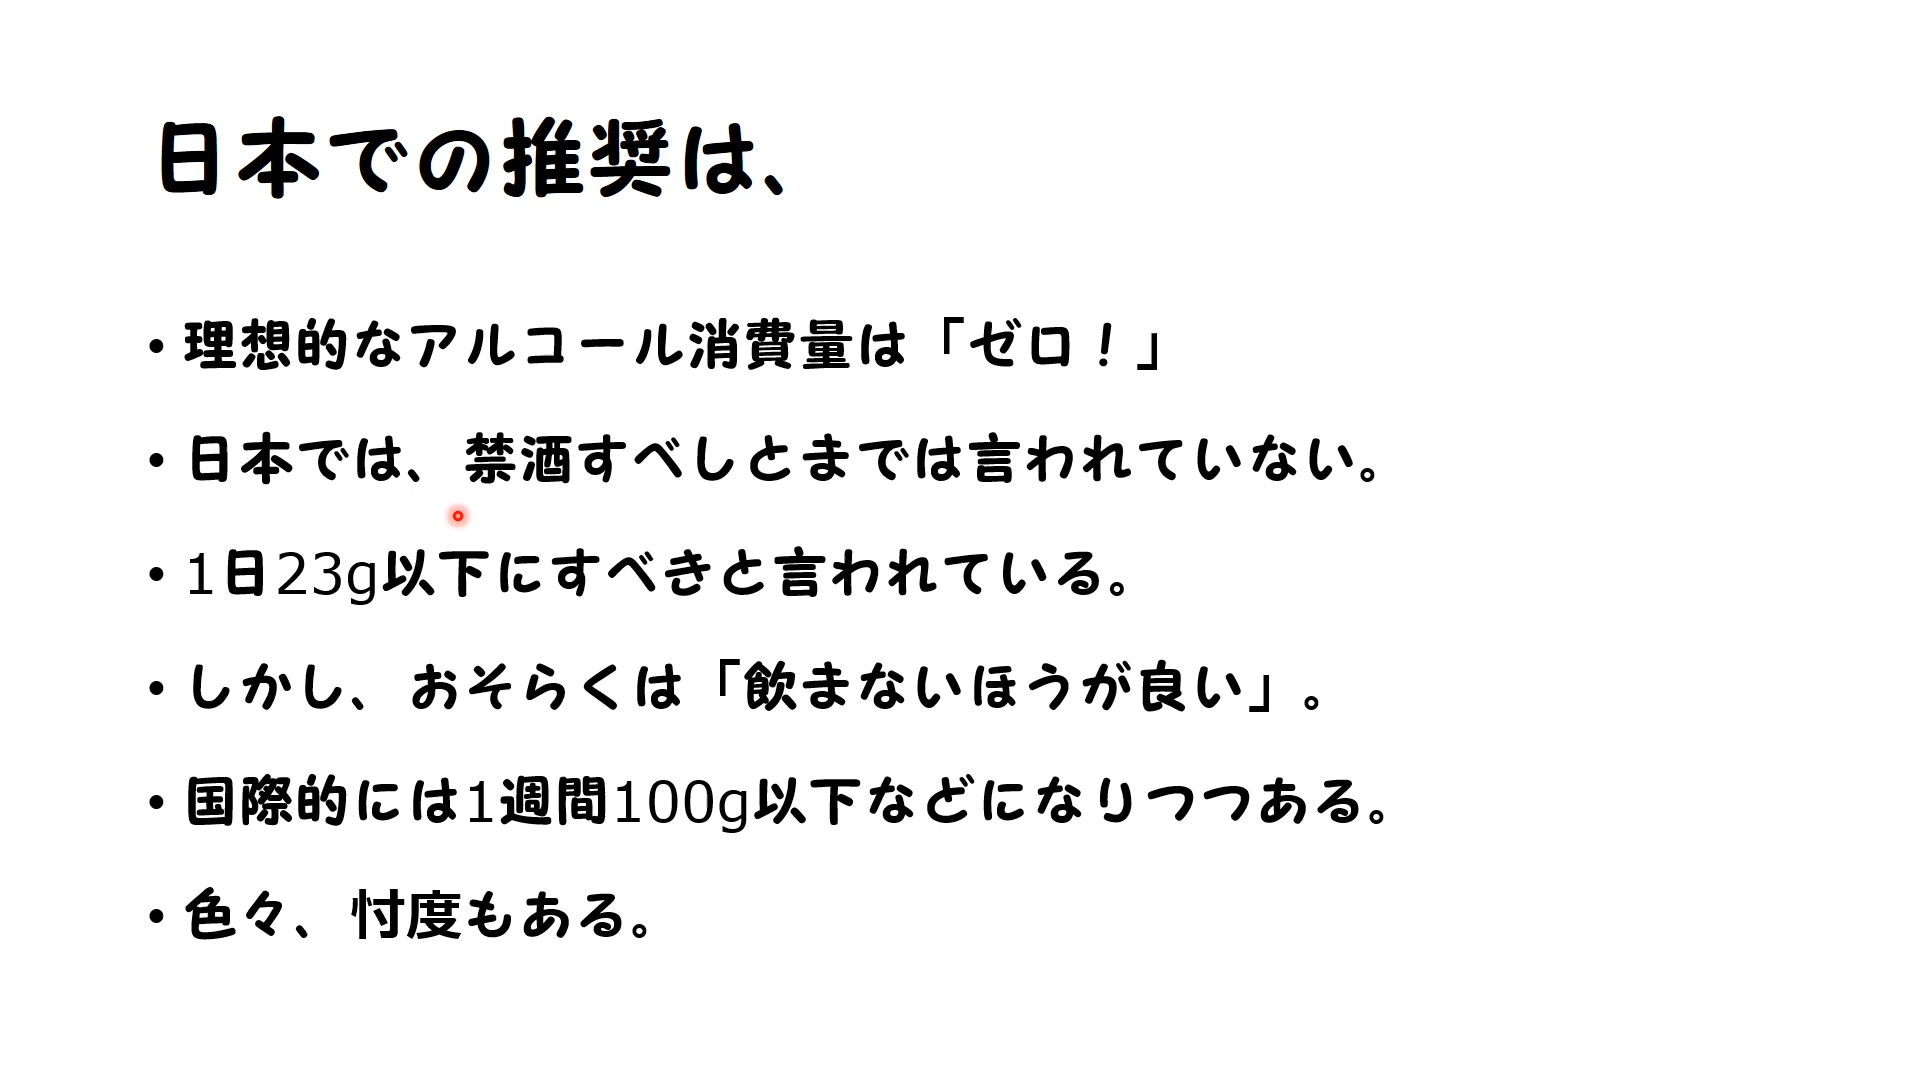 日本での推奨は、
• 理想的なアルコール消費量は「ゼロ！」
• 日本では、禁酒すべしとまでは言われていない。
• 1日23g以下にすべきと言われている。
• しかし、おそらくは「飲まないほうが良い」。
• 国際的には1週間100g以下などになりつつある。
• 色々、忖度もある。